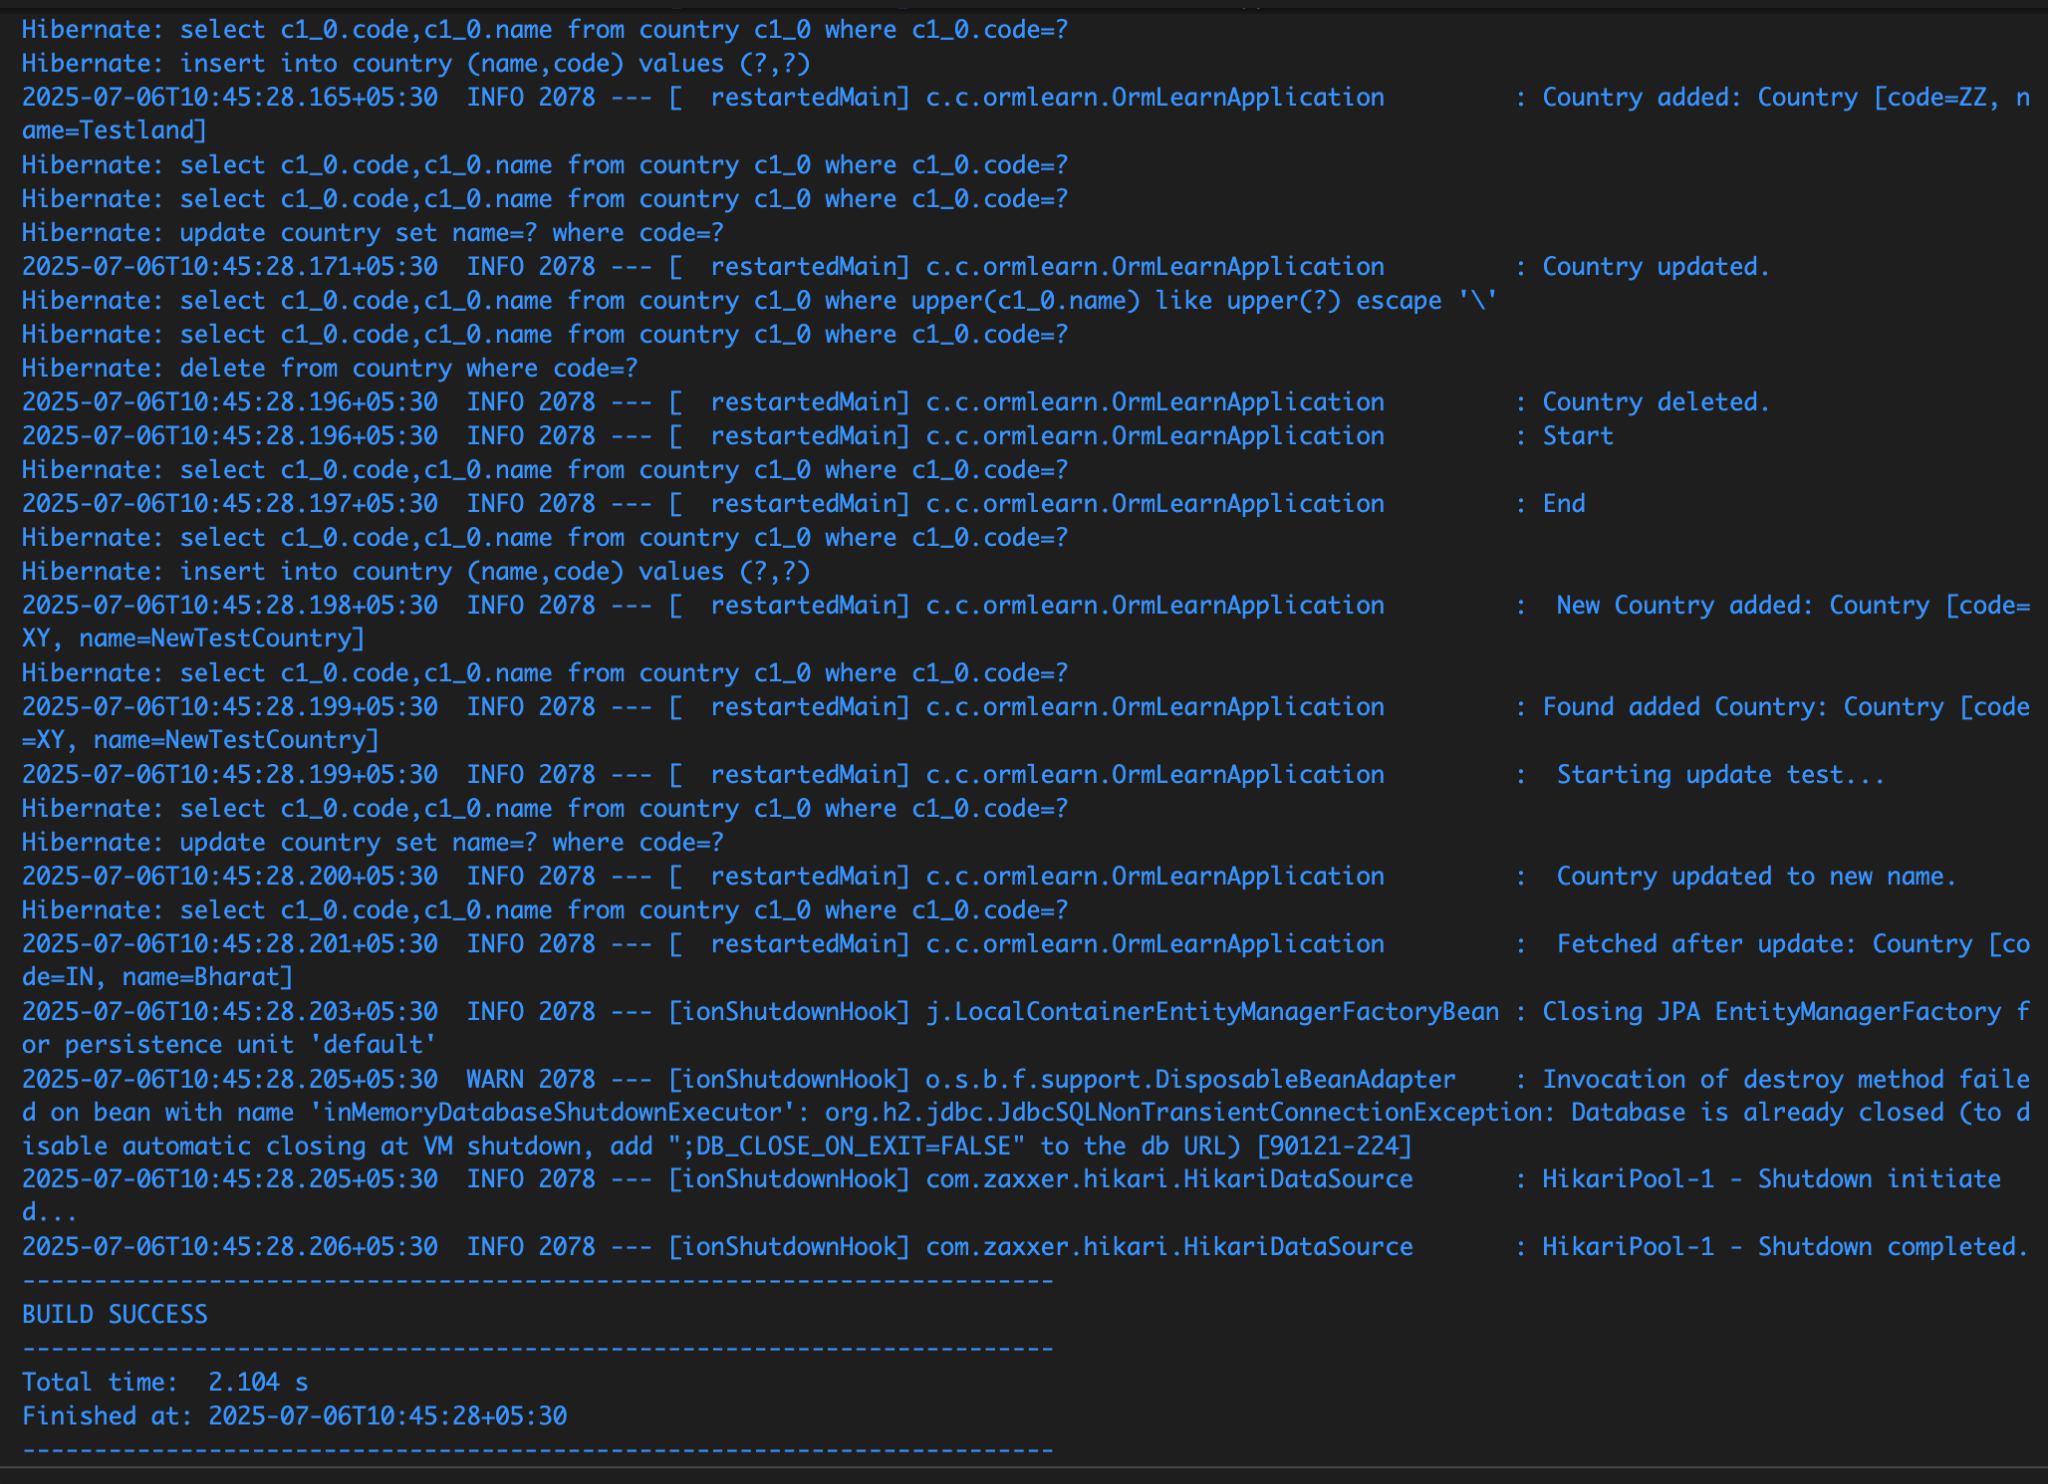 Hibernate: select c1_0.code,c1_0.name from country c1_0 where c1_0.code=?
Hibernate: insert into country (name,code) values (?,?)
2025-07-06T10:45:28.165+05:30  INFO 2078 --- [  restartedMain] c.c.ormlearn.OrmLearnApplication         : Country added: Country [code=ZZ, n
ame=Testland]
Hibernate: select c1_0.code,c1_0.name from country c1_0 where c1_0.code=?
Hibernate: select c1_0.code,c1_0.name from country c1_0 where c1_0.code=?
Hibernate: update country set name=? where code=?
2025-07-06T10:45:28.171+05:30  INFO 2078 --- [  restartedMain] c.c.ormlearn.OrmLearnApplication         : Country updated.
Hibernate: select c1_0.code,c1_0.name from country c1_0 where upper(c1_0.name) like upper(?) escape '\'
Hibernate: select c1_0.code,c1_0.name from country c1_0 where c1_0.code=?
Hibernate: delete from country where code=?
2025-07-06T10:45:28.196+05:30  INFO 2078 --- [  restartedMain] c.c.ormlearn.OrmLearnApplication         : Country deleted.
2025-07-06T10:45:28.196+05:30  INFO 2078 --- [  restartedMain] c.c.ormlearn.OrmLearnApplication         : Start
Hibernate: select c1_0.code,c1_0.name from country c1_0 where c1_0.code=?
2025-07-06T10:45:28.197+05:30  INFO 2078 --- [  restartedMain] c.c.ormlearn.OrmLearnApplication         : End
Hibernate: select c1_0.code,c1_0.name from country c1_0 where c1_0.code=?
Hibernate: insert into country (name,code) values (?,?)
2025-07-06T10:45:28.198+05:30  INFO 2078 --- [  restartedMain] c.c.ormlearn.OrmLearnApplication         :  New Country added: Country [code=
XY, name=NewTestCountry]
Hibernate: select c1_0.code,c1_0.name from country c1_0 where c1_0.code=?
2025-07-06T10:45:28.199+05:30  INFO 2078 --- [  restartedMain] c.c.ormlearn.OrmLearnApplication         : Found added Country: Country [code
=XY, name=NewTestCountry]
2025-07-06T10:45:28.199+05:30  INFO 2078 --- [  restartedMain] c.c.ormlearn.OrmLearnApplication         :  Starting update test...
Hibernate: select c1_0.code,c1_0.name from country c1_0 where c1_0.code=?
Hibernate: update country set name=? where code=?
2025-07-06T10:45:28.200+05:30  INFO 2078 --- [  restartedMain] c.c.ormlearn.OrmLearnApplication         :  Country updated to new name.
Hibernate: select c1_0.code,c1_0.name from country c1_0 where c1_0.code=?
2025-07-06T10:45:28.201+05:30  INFO 2078 --- [  restartedMain] c.c.ormlearn.OrmLearnApplication         :  Fetched after update: Country [co
de=IN, name=Bharat]
2025-07-06T10:45:28.203+05:30  INFO 2078 --- [ionShutdownHook] j.LocalContainerEntityManagerFactoryBean : Closing JPA EntityManagerFactory f
or persistence unit 'default'
2025-07-06T10:45:28.205+05:30  WARN 2078 --- [ionShutdownHook] o.s.b.f.support.DisposableBeanAdapter    : Invocation of destroy method faile
d on bean with name 'inMemoryDatabaseShutdownExecutor': org.h2.jdbc.JdbcSQLNonTransientConnectionException: Database is already closed (to d
isable automatic closing at VM shutdown, add ";DB_CLOSE_ON_EXIT=FALSE" to the db URL) [90121-224]
2025-07-06T10:45:28.205+05:30  INFO 2078 --- [ionShutdownHook] com.zaxxer.hikari.HikariDataSource       : HikariPool-1 - Shutdown initiate
d...
2025-07-06T10:45:28.206+05:30  INFO 2078 --- [ionShutdownHook] com.zaxxer.hikari.HikariDataSource       : HikariPool-1 - Shutdown completed.
------------------------------------------------------------------------
BUILD SUCCESS
------------------------------------------------------------------------
Total time:  2.104 s
Finished at: 2025-07-06T10:45:28+05:30
------------------------------------------------------------------------